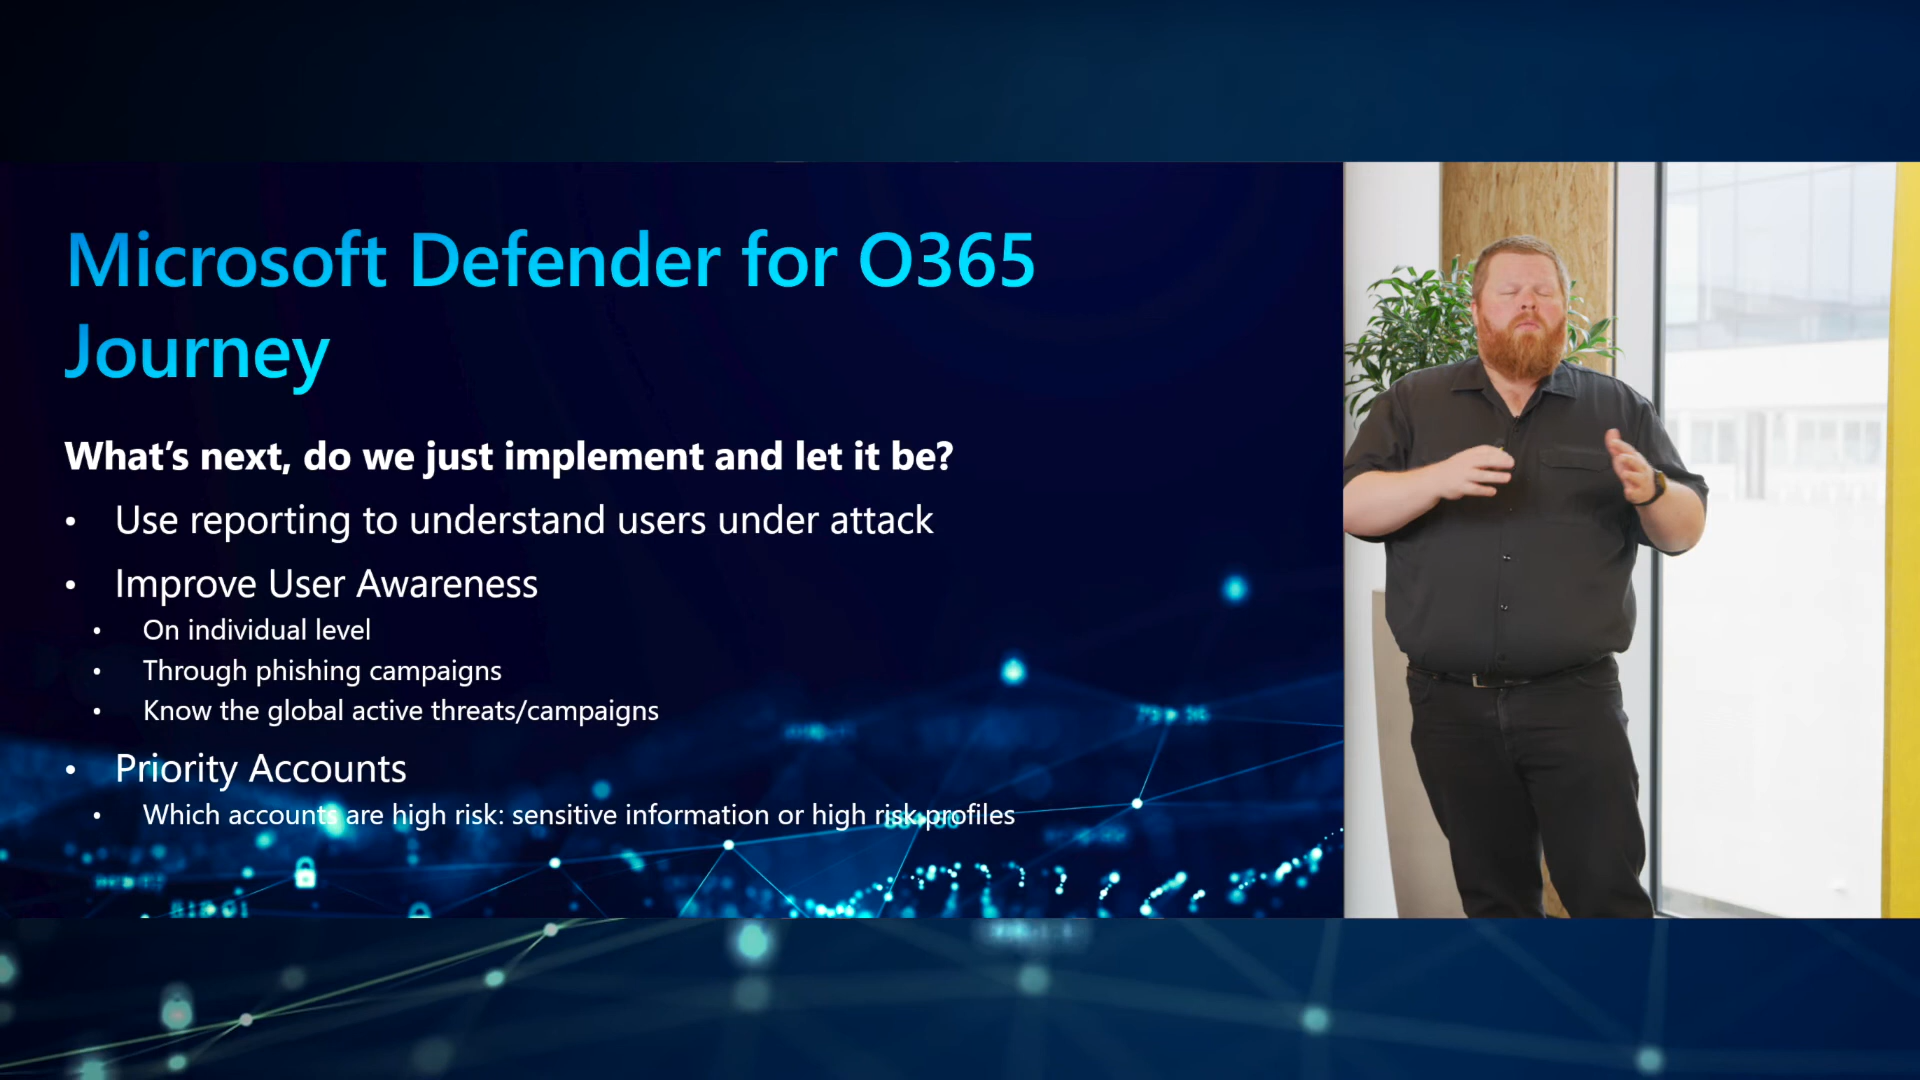 Microsoft Defender for O365
Journey
What's next, do we just implement and let it be?
• Use reporting to understand users under attack
• Improve User Awareness
• On individual level
• Through phishing campaigns
• Know the global active threats/campaigns
• Priority Accounts
• Which accounts are high risk: sensitive information or high risk profiles